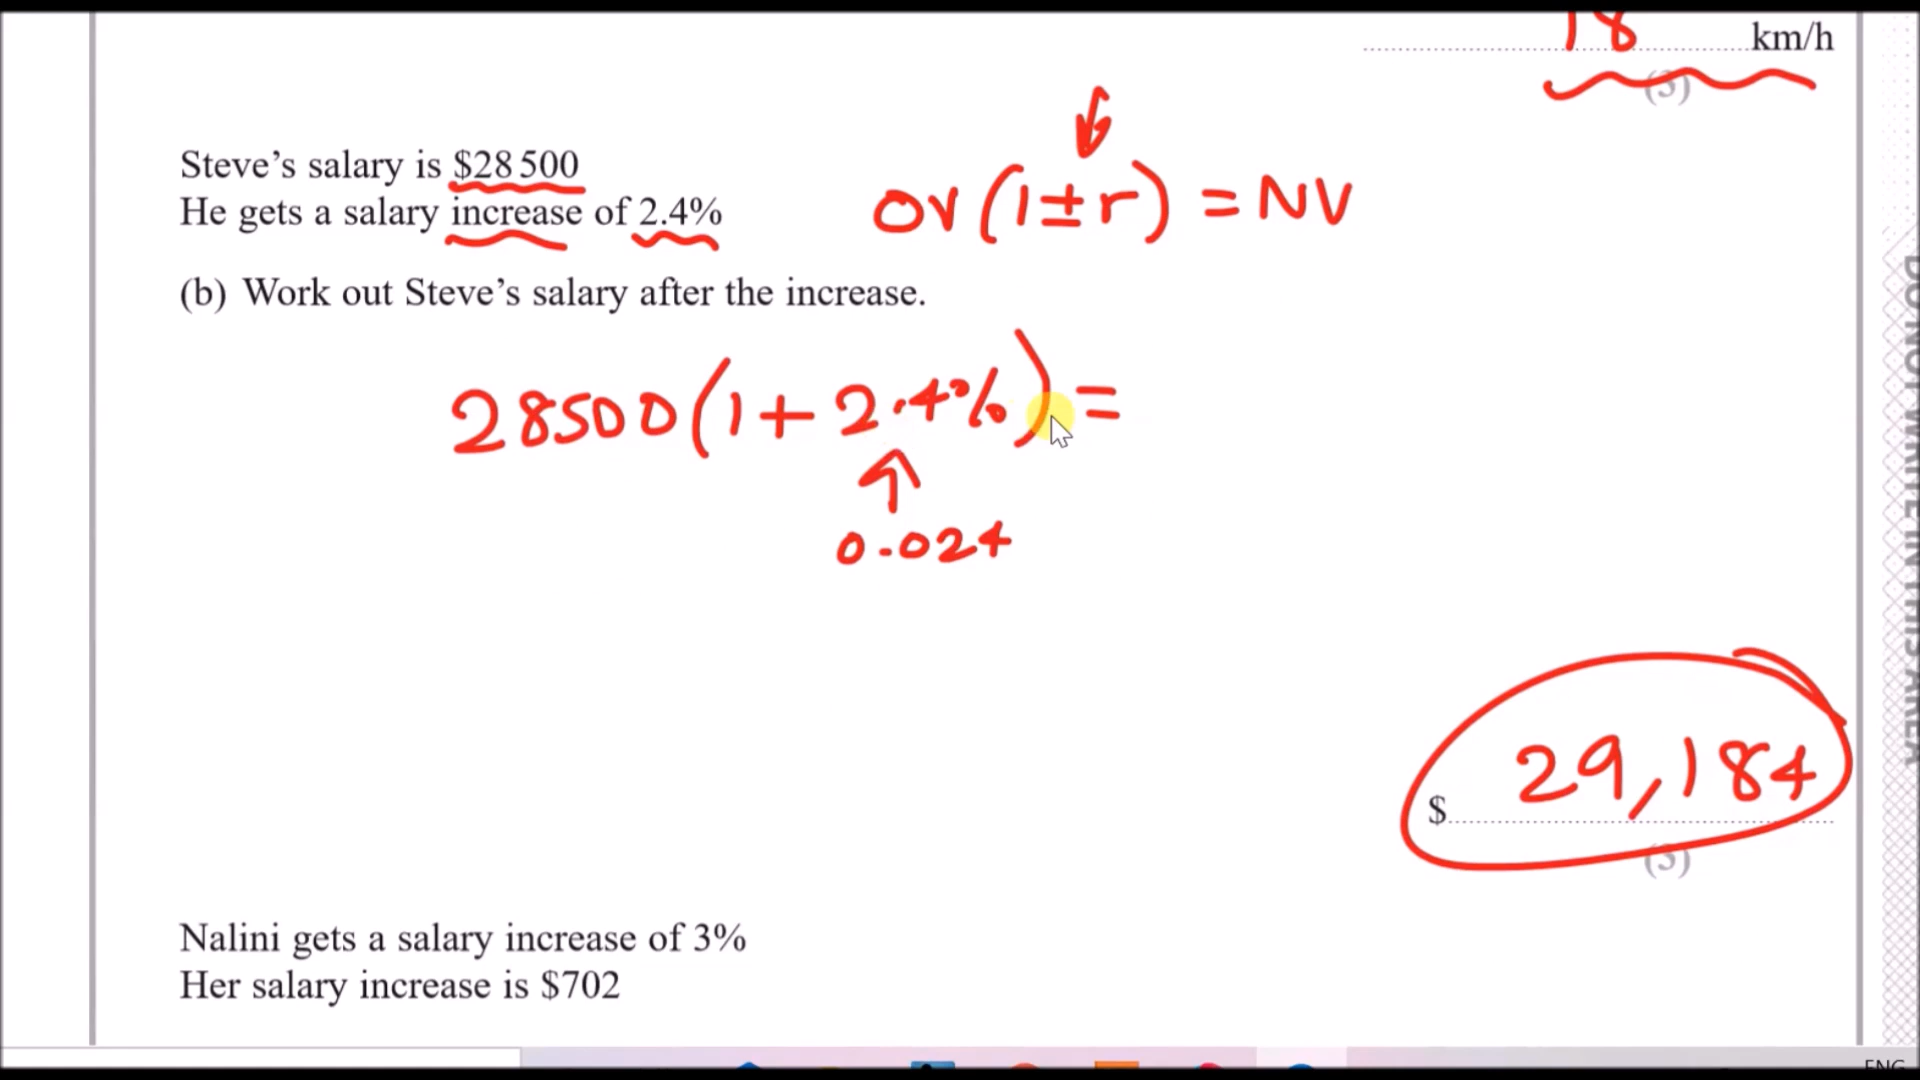 18 km/h
(3)
Steve’s salary is $28 500
He gets a salary increase of 2.4%
OV (1 ± r) = NV
(b) Work out Steve’s salary after the increase.
28500 (1 + 2.4%) =
0.024
$ 29,184
(3)
Nalini gets a salary increase of 3%
Her salary increase is $702
DO NOT WRITE IN THIS AREA
ENG